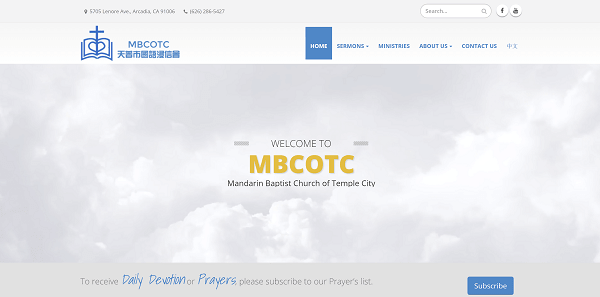 5705 Lenore Ave., Arcadia, CA 91006 (626) 286-5427
Search...
MBCOTC
天普市國語浸信會
HOME SERMONS MINISTRIES ABOUT US CONTACT US 中文
WELCOME TO
MBCOTC
Mandarin Baptist Church of Temple City
To receive Daily Devotion or Prayers, please subscribe to our Prayer's list.
Subscribe